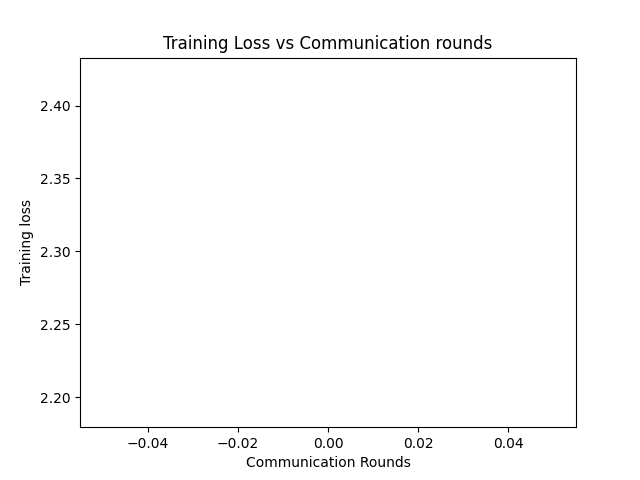 Training Loss vs Communication rounds
2.40
2.35
2.30
2.25
2.20
Training loss
−0.04 −0.02 0.00 0.02 0.04
Communication Rounds